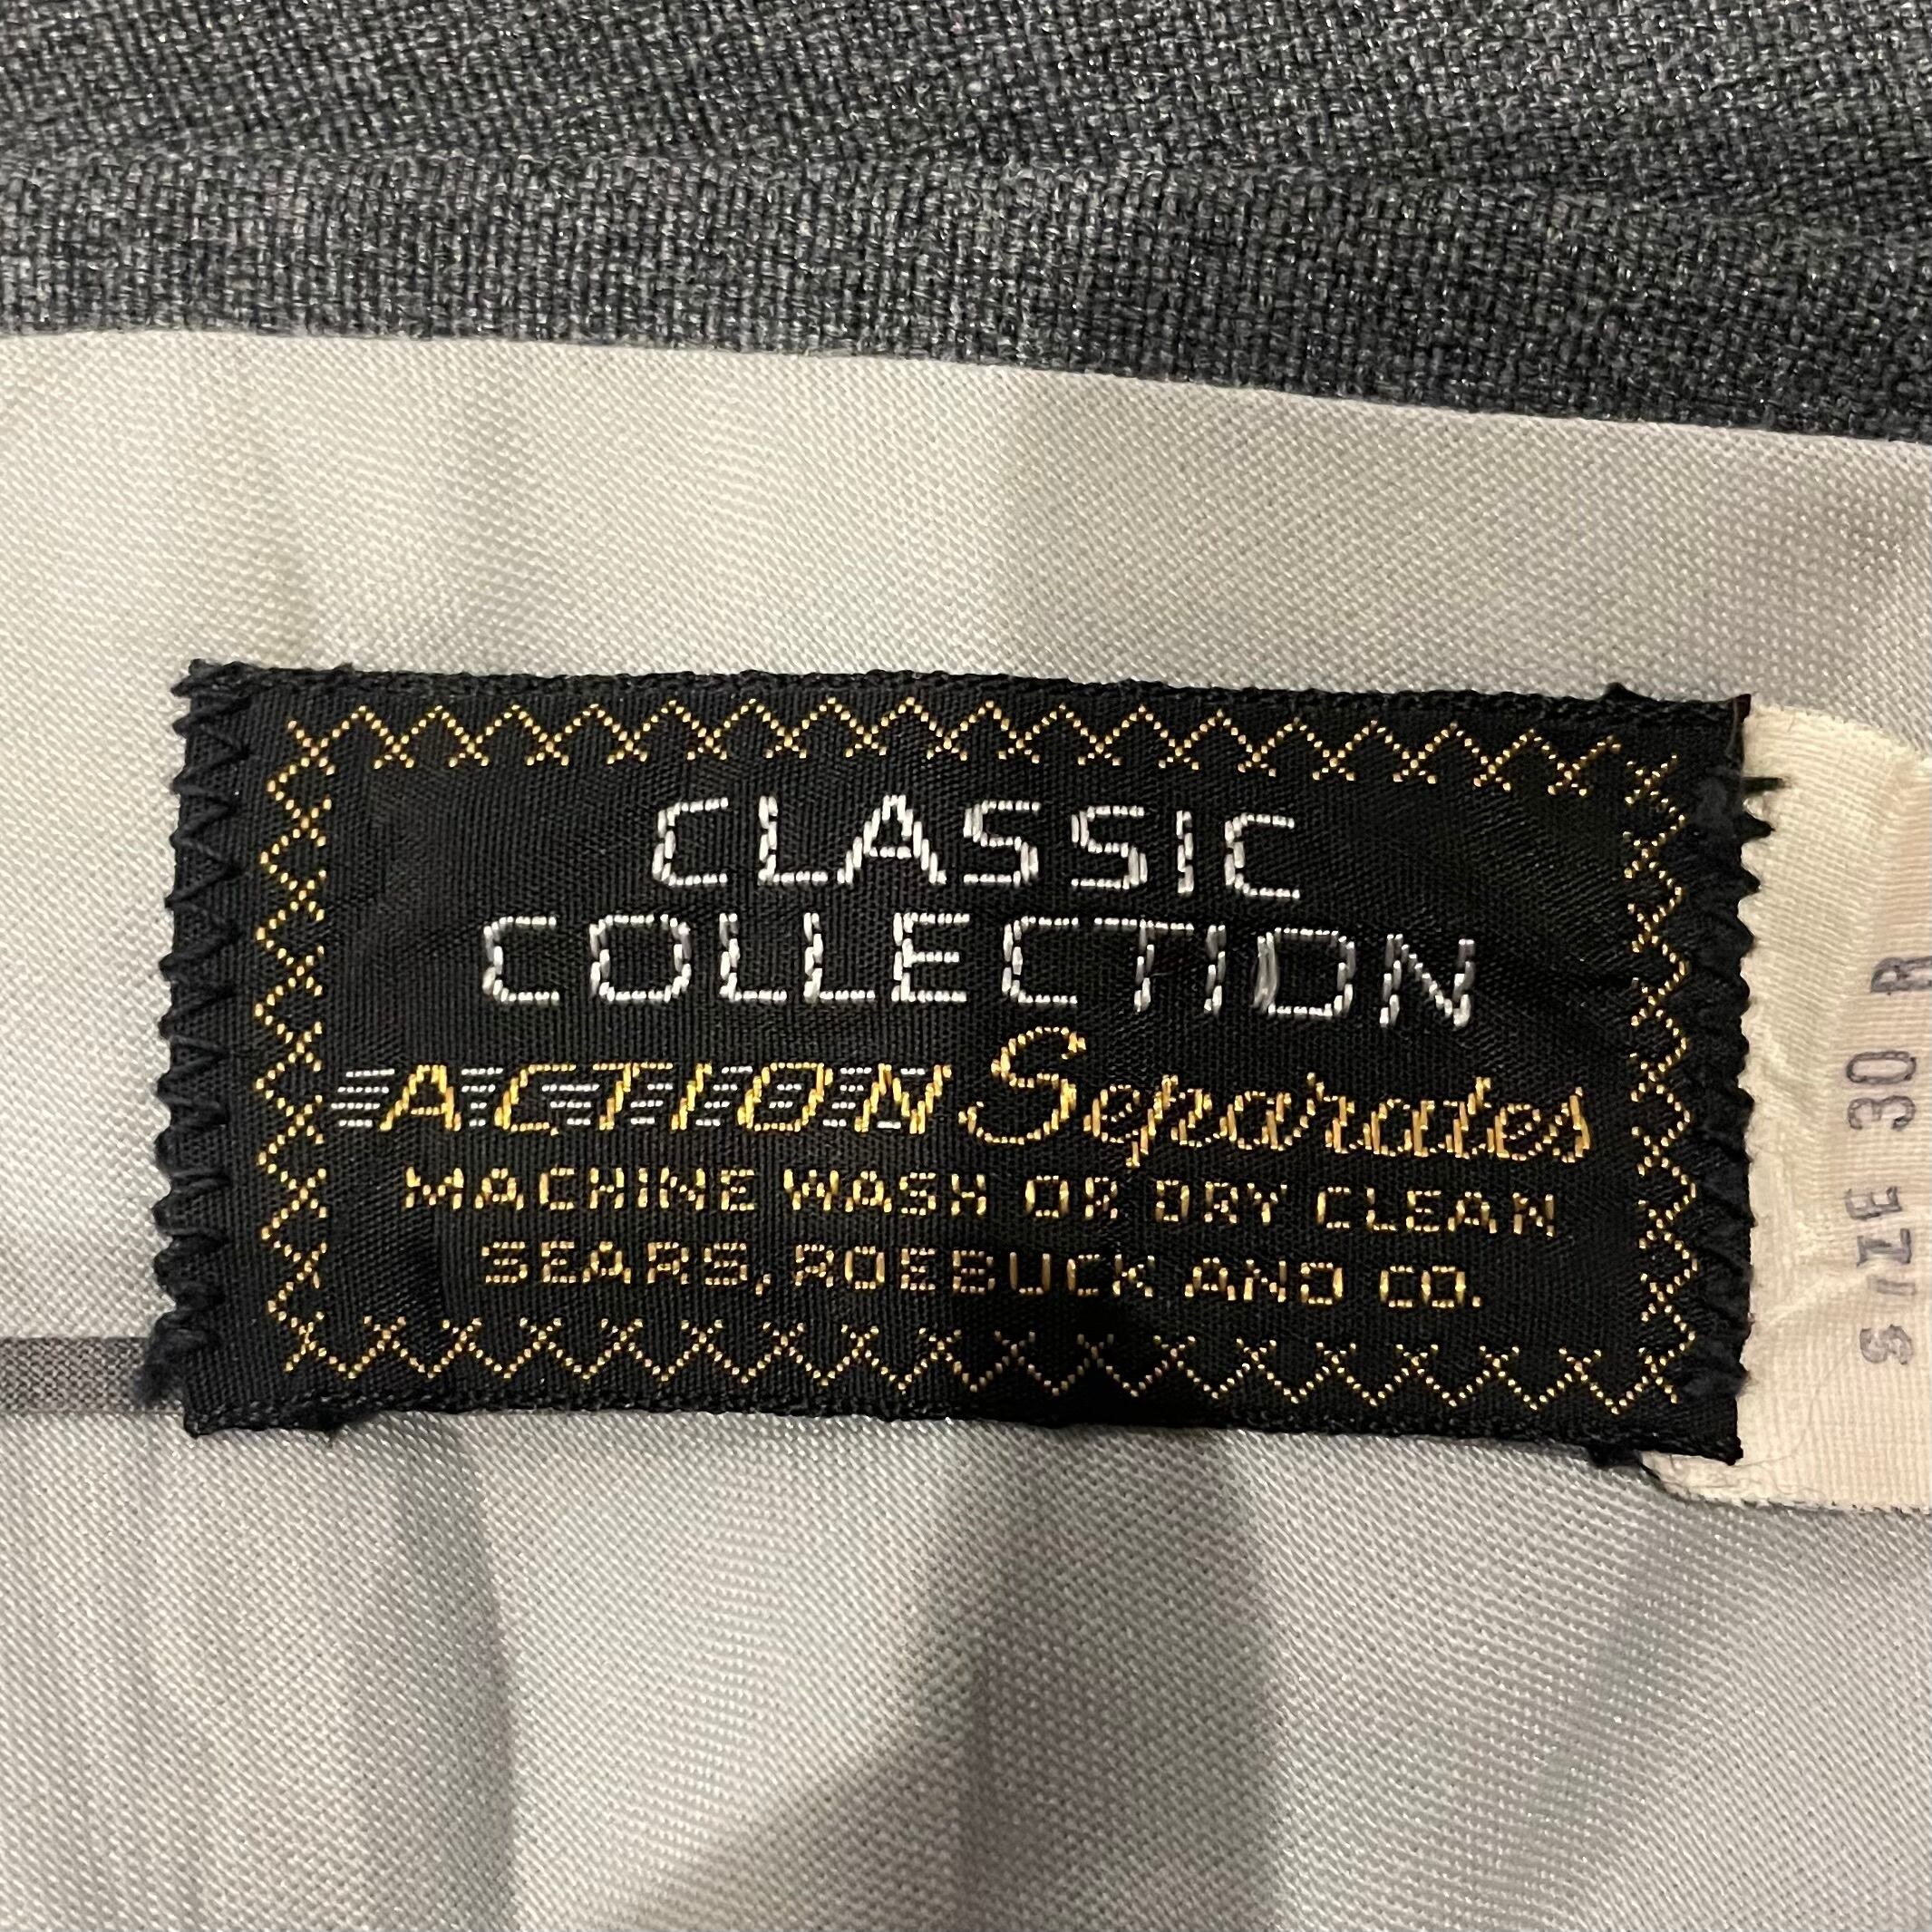 CLASSIC
COLLECTION
ACTION Separates
MACHINE WASH OR DRY CLEAN
SEARS, ROEBUCK AND CO.
SIZE 30 R